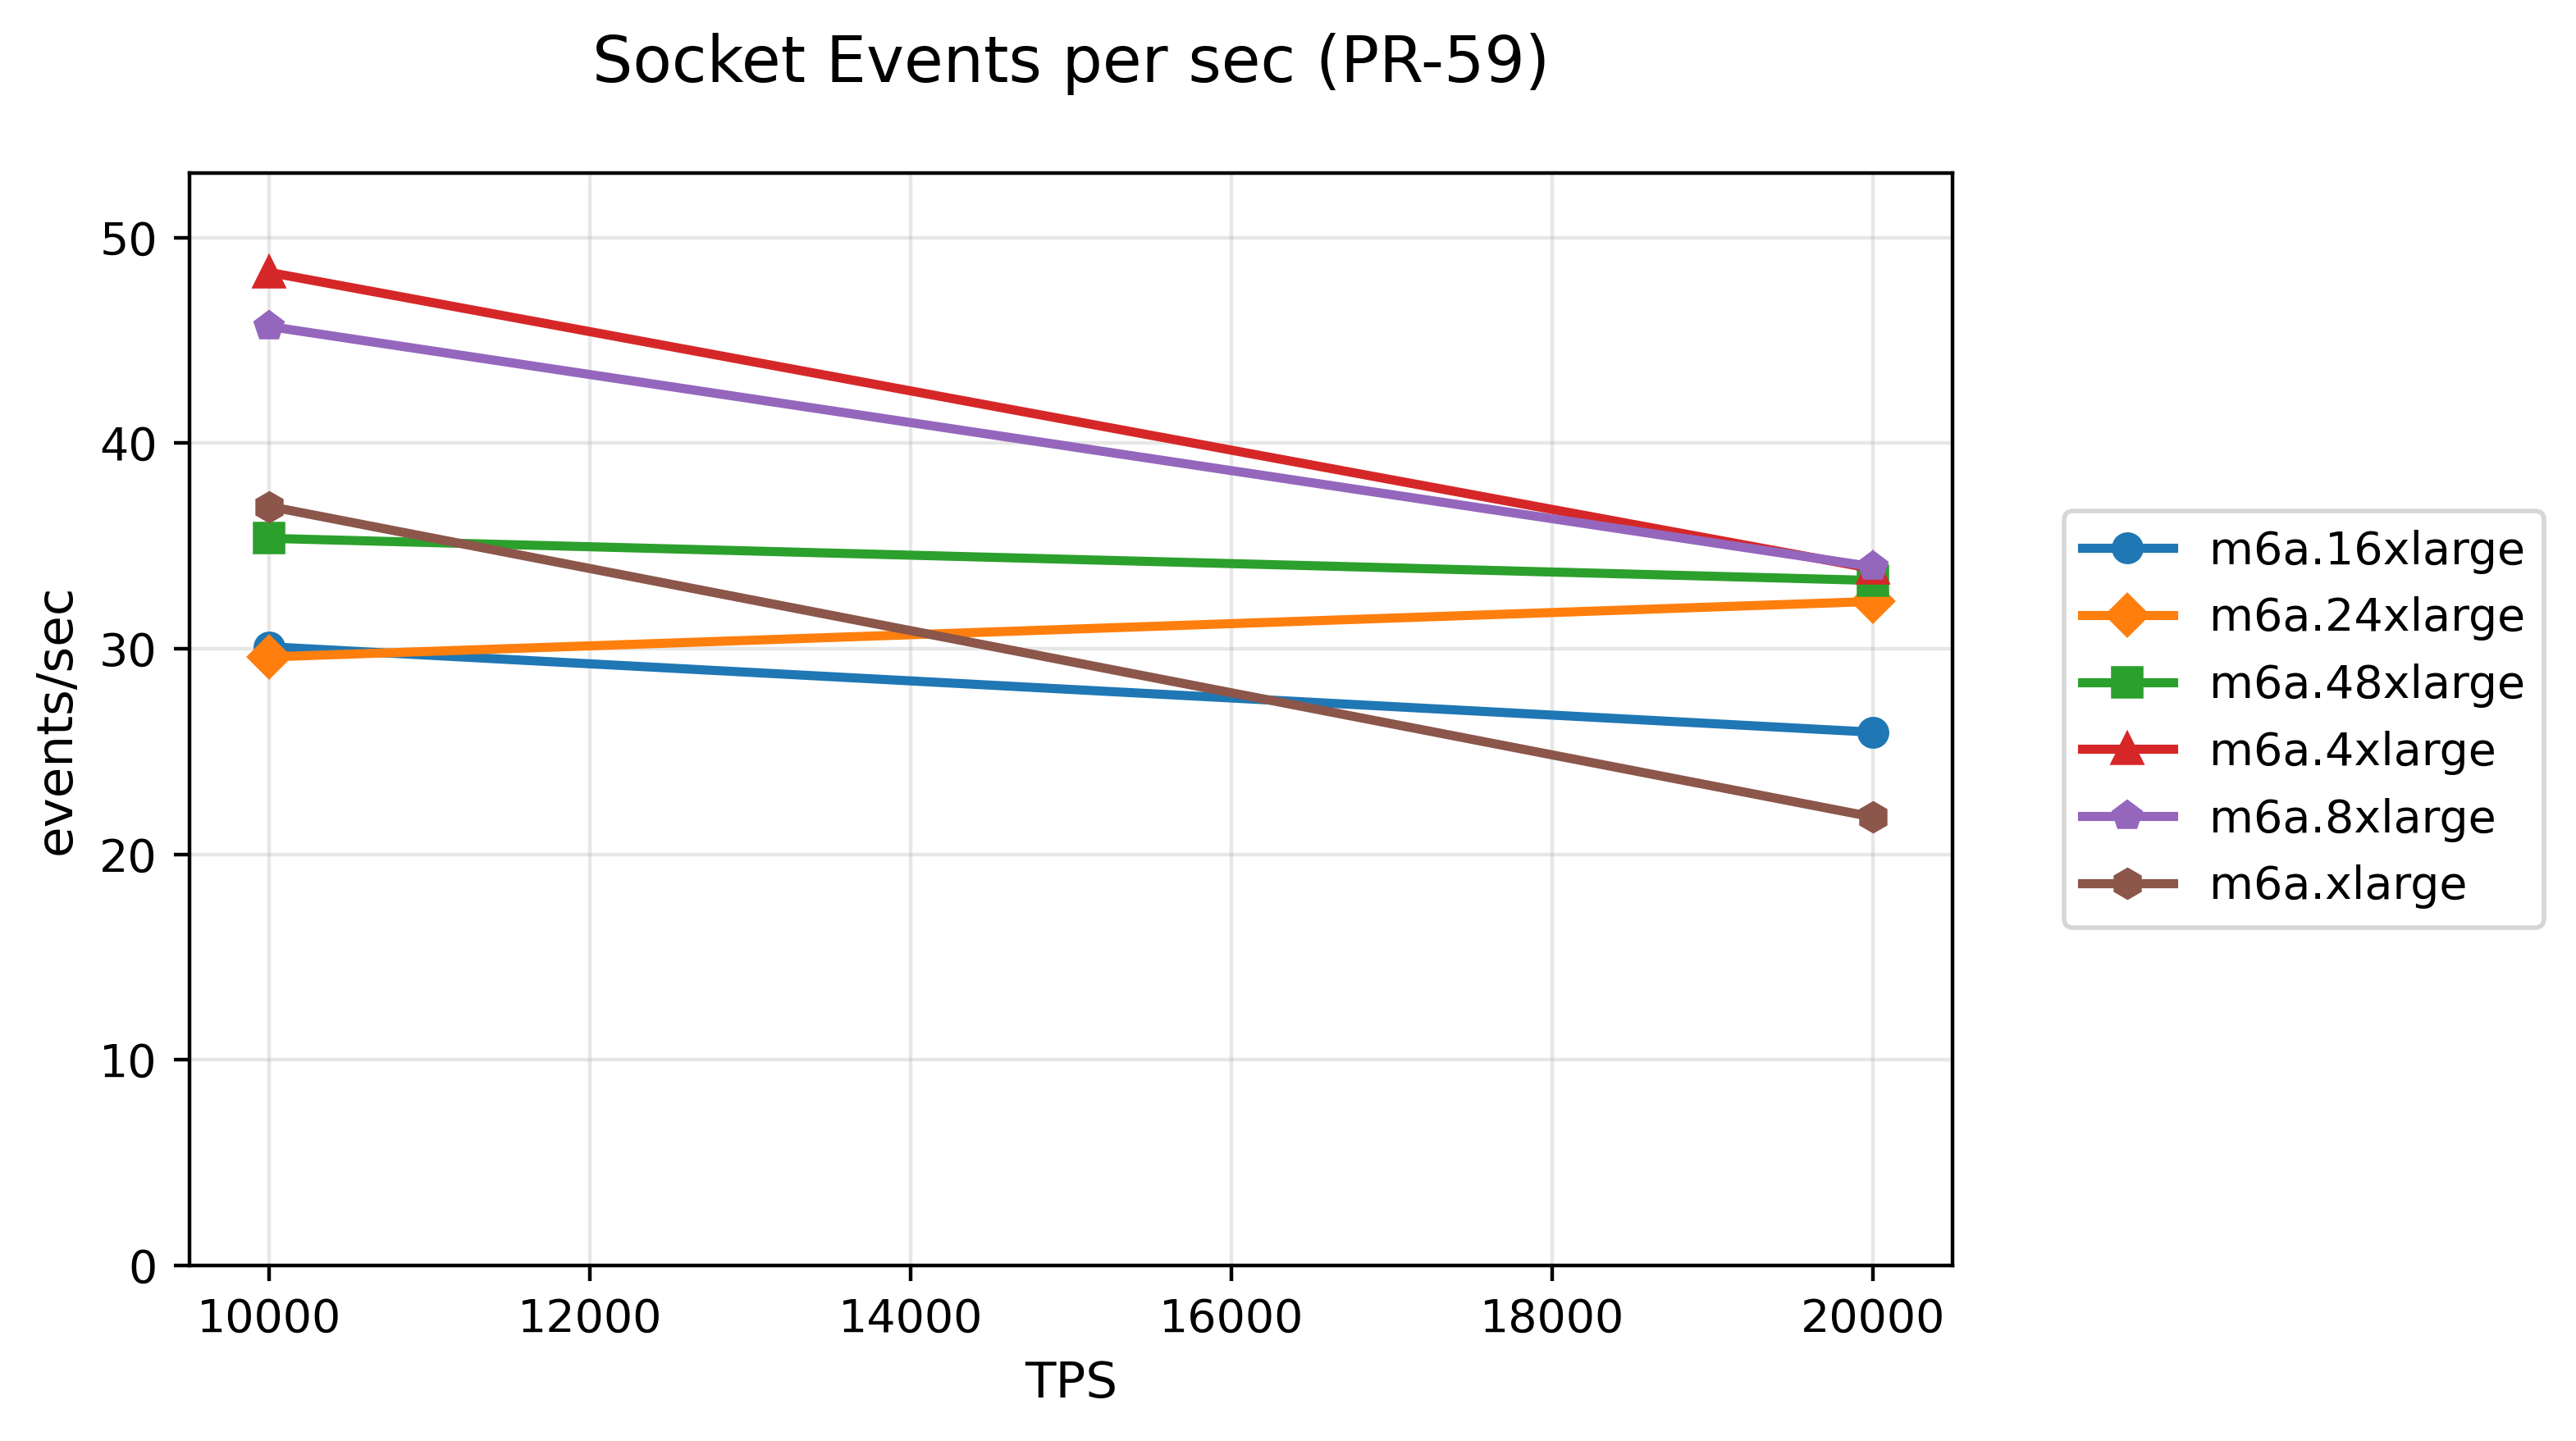 Socket Events per sec (PR-59)
events/sec
50
40
30
20
10
0
10000 12000 14000 16000 18000 20000
TPS
m6a.16xlarge
m6a.24xlarge
m6a.48xlarge
m6a.4xlarge
m6a.8xlarge
m6a.xlarge